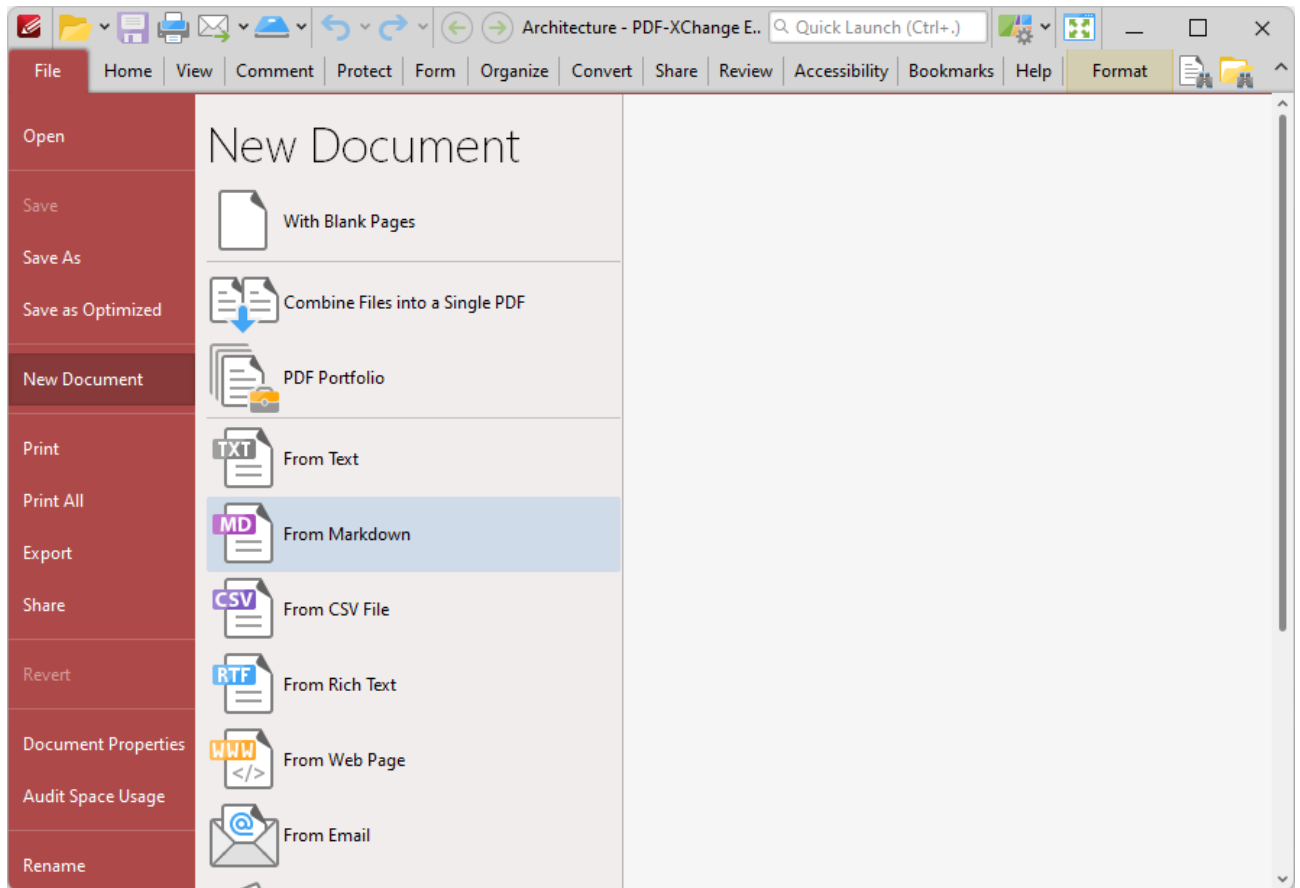 Architecture - PDF-XChange E.. Quick Launch (Ctrl+.)
File Home View Comment Protect Form Organize Convert Share Review Accessibility Bookmarks Help Format
Open
Save
Save As
Save as Optimized
New Document
Print
Print All
Export
Share
Revert
Document Properties
Audit Space Usage
Rename
New Document
With Blank Pages
Combine Files into a Single PDF
PDF Portfolio
TXT From Text
MD From Markdown
CSV From CSV File
RTF From Rich Text
WWW </> From Web Page
@ From Email